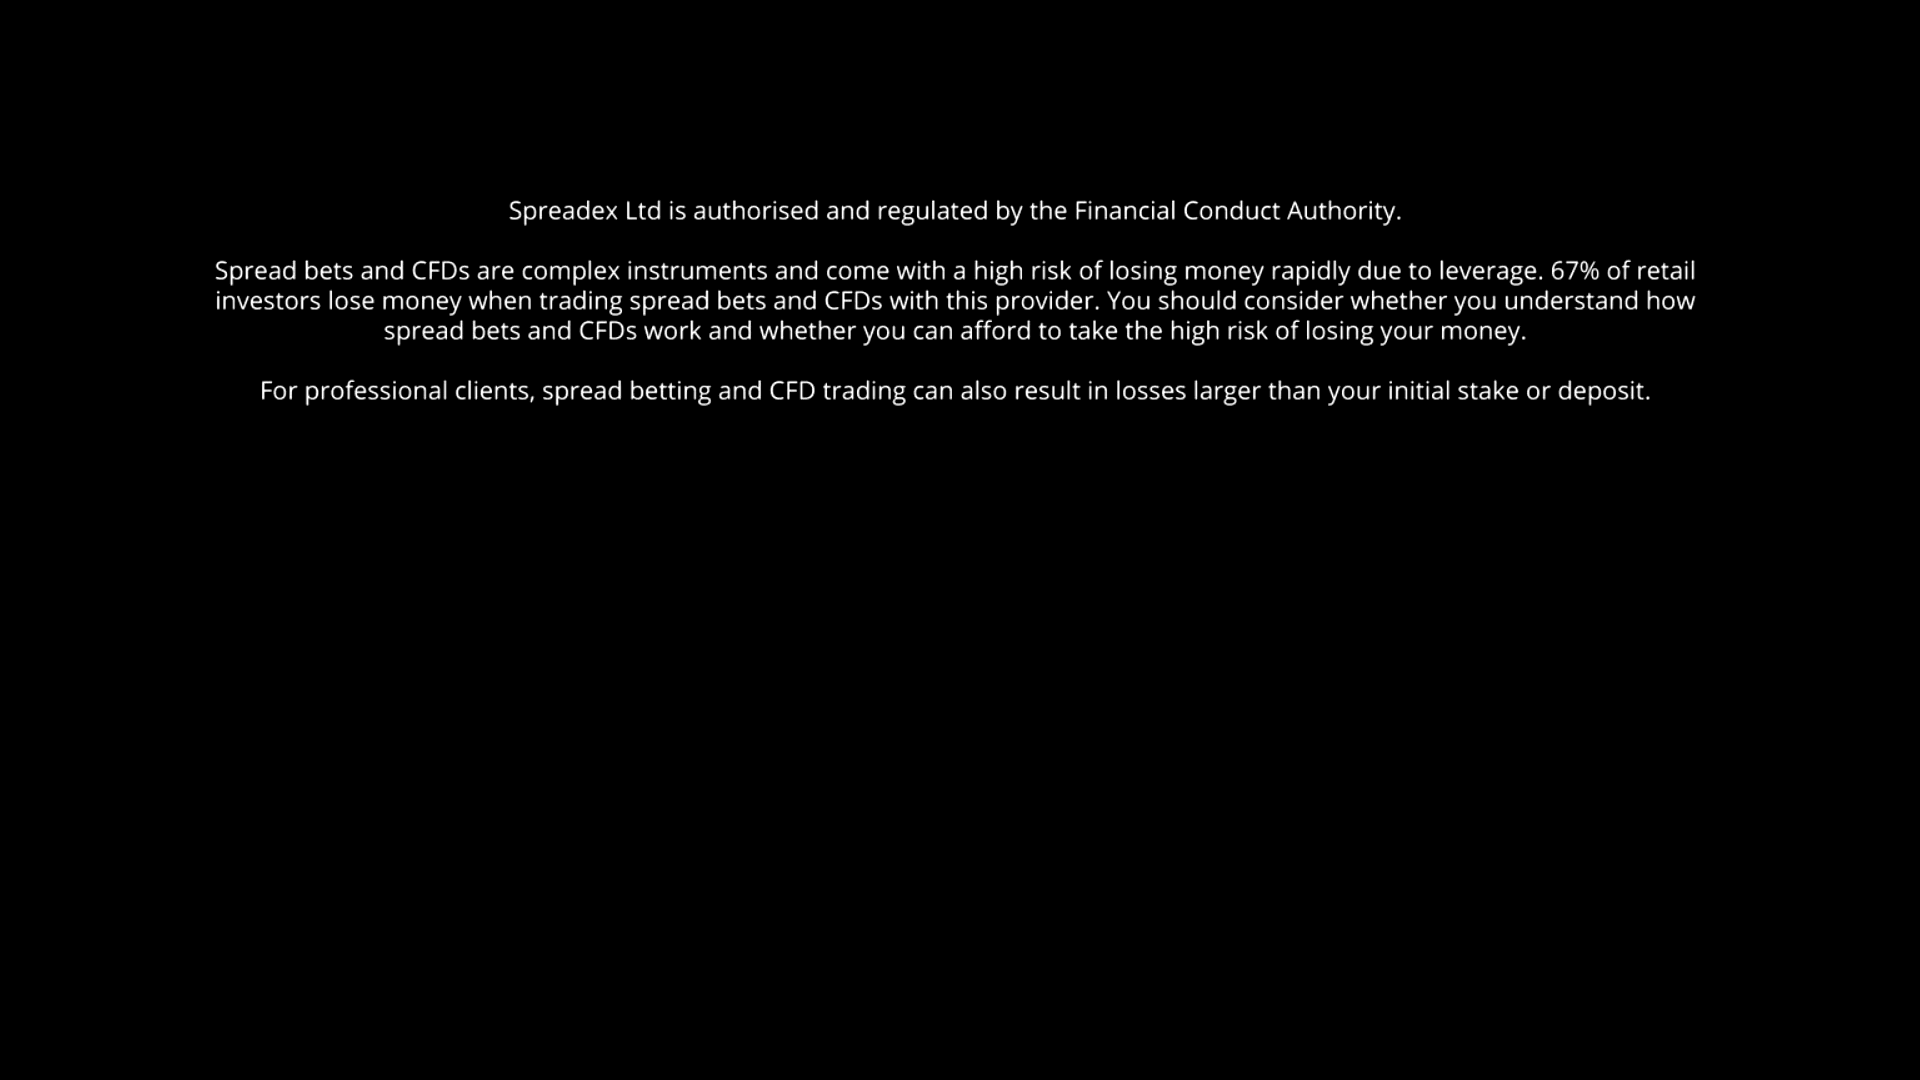 Spreadex Ltd is authorised and regulated by the Financial Conduct Authority.
Spread bets and CFDs are complex instruments and come with a high risk of losing money rapidly due to leverage. 67% of retail
investors lose money when trading spread bets and CFDs with this provider. You should consider whether you understand how
spread bets and CFDs work and whether you can afford to take the high risk of losing your money.
For professional clients, spread betting and CFD trading can also result in losses larger than your initial stake or deposit.